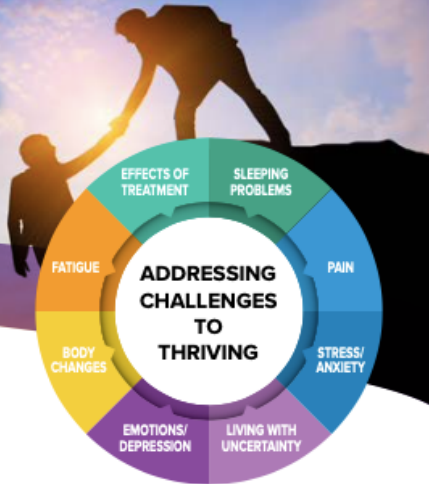 EFFECTS OF
TREATMENT
SLEEPING
PROBLEMS
PAIN
STRESS/
ANXIETY
LIVING WITH
UNCERTAINTY
EMOTIONS/
DEPRESSION
BODY
CHANGES
FATIGUE
ADDRESSING
CHALLENGES
TO
THRIVING